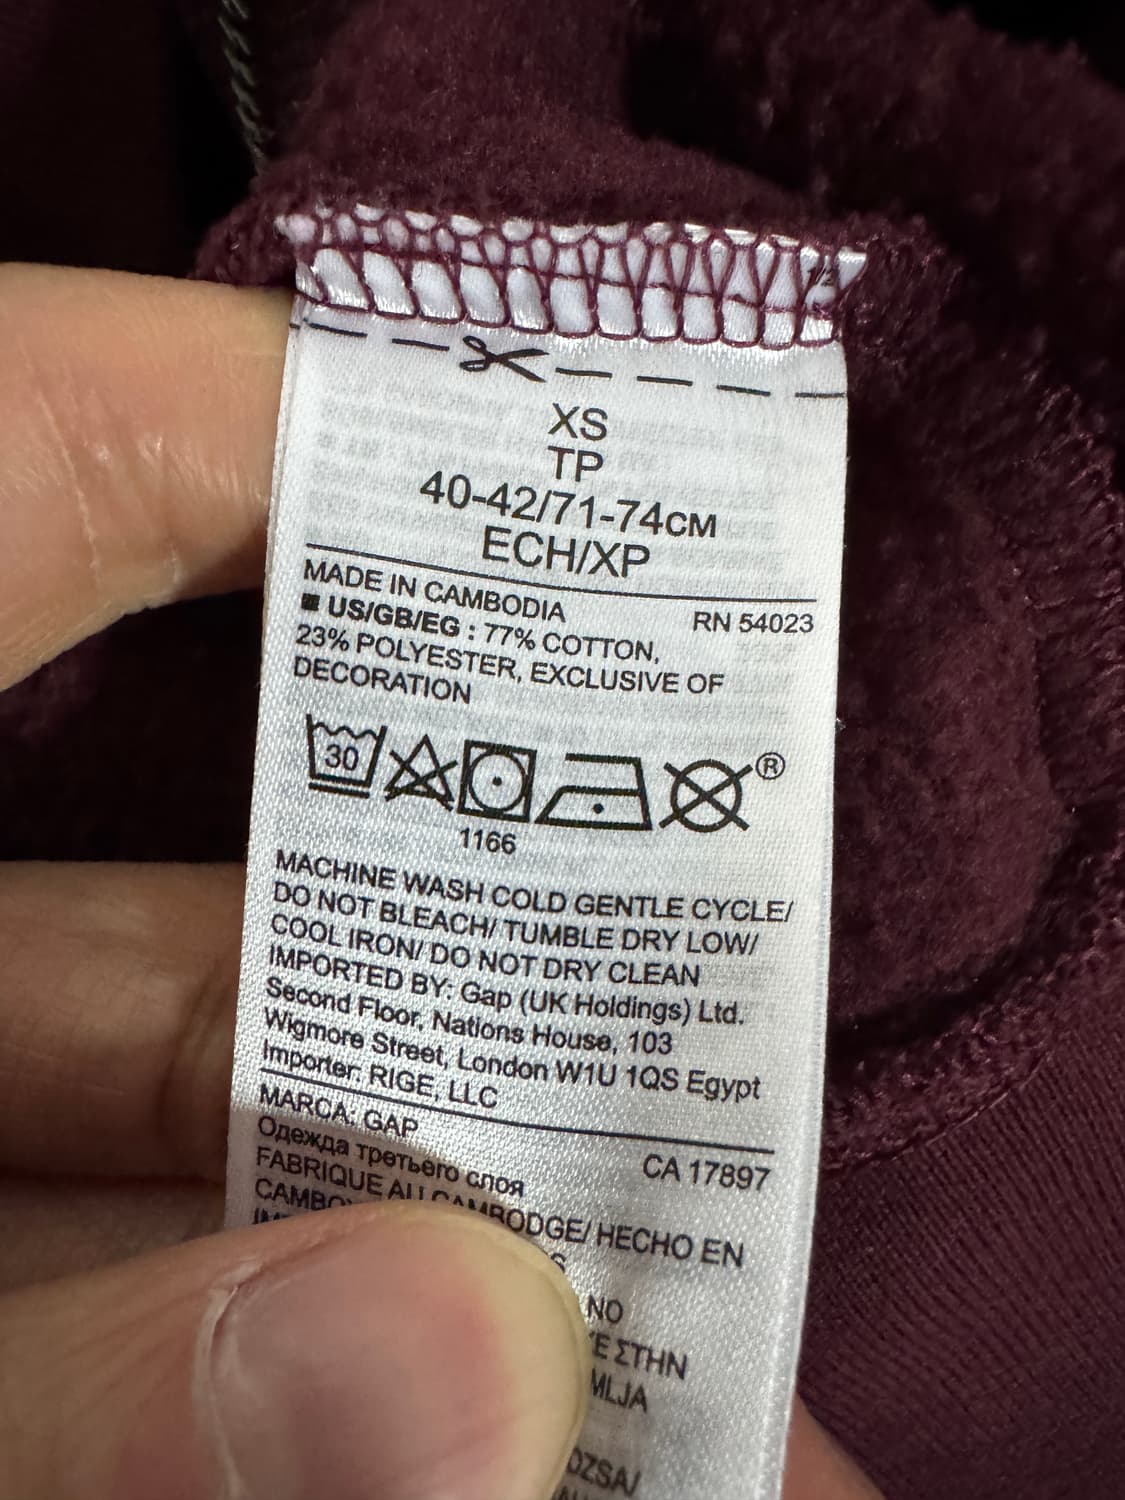 1/2
XS
TP
40-42/71-74CM
ECH/XP
MADE IN CAMBODIA RN 54023
■ US/GB/EG : 77% COTTON,
23% POLYESTER, EXCLUSIVE OF
DECORATION
30 ®
1166
MACHINE WASH COLD GENTLE CYCLE/
DO NOT BLEACH/ TUMBLE DRY LOW/
COOL IRON/ DO NOT DRY CLEAN
IMPORTED BY: Gap (UK Holdings) Ltd.
Second Floor, Nations House, 103
Wigmore Street, London W1U 1QS Egypt
Importer: RIGE, LLC
MARCA: GAP CA 17897
Одежда третьего слоя
FABRIQUE AU CAMBODGE/ HECHO EN
NO
ΣΤΗΝ